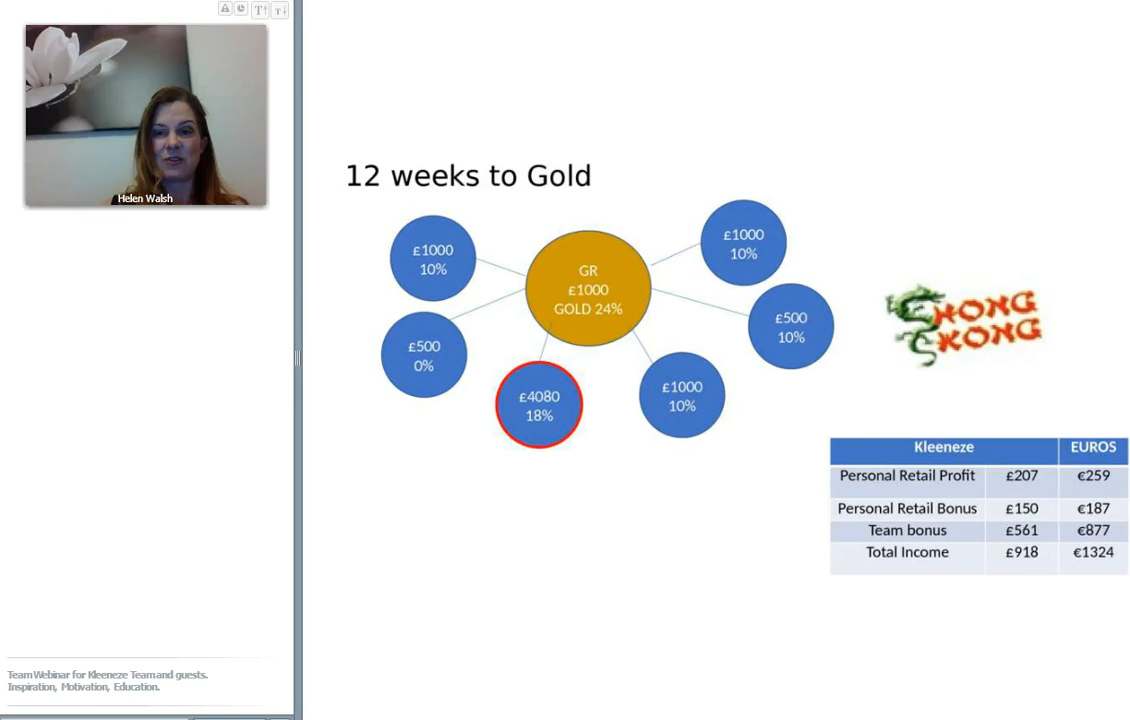 T↑ T↓
Helen Walsh
Team Webinar for Kleeneze Team and guests.
Inspiration, Motivation, Education.
12 weeks to Gold
£1000
10%
£500
0%
£4080
18%
GR
£1000
GOLD 24%
£1000
10%
£500
10%
£1000
10%
HONG
KONG
Kleeneze EUROS
Personal Retail Profit £207 €259
Personal Retail Bonus £150 €187
Team bonus £561 €877
Total Income £918 €1324